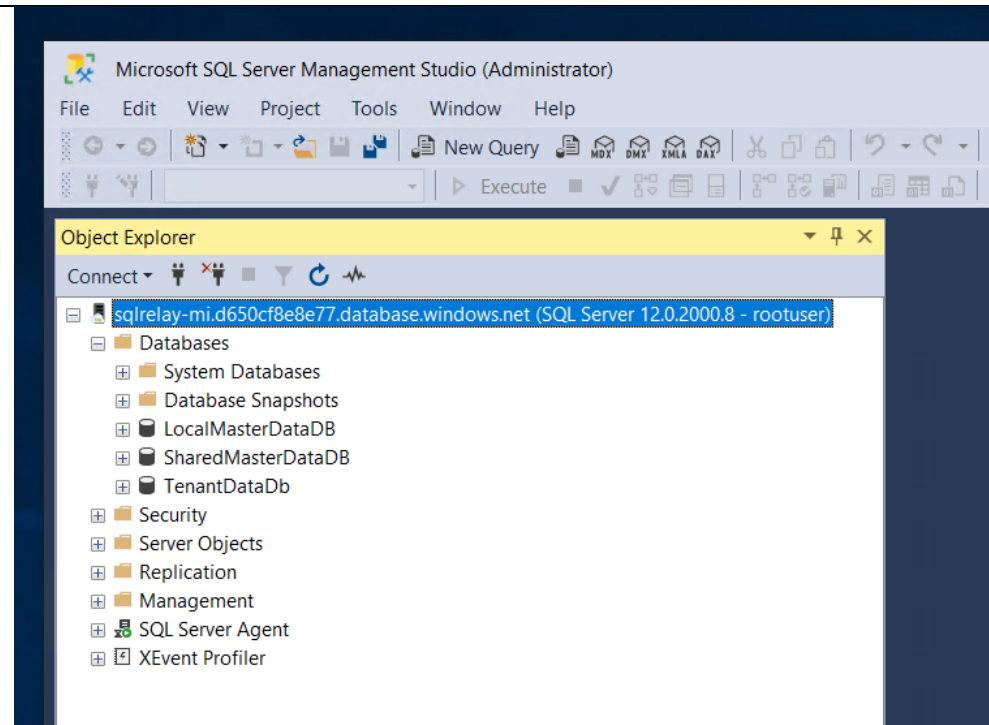 Microsoft SQL Server Management Studio (Administrator)
File Edit View Project Tools Window Help
New Query MDX DMX XMLA DAX
Execute
Object Explorer
Connect
sqlrelay-mi.d650cf8e8e77.database.windows.net (SQL Server 12.0.2000.8 - rootuser)
Databases
System Databases
Database Snapshots
LocalMasterDataDB
SharedMasterDataDB
TenantDataDb
Security
Server Objects
Replication
Management
SQL Server Agent
XEvent Profiler